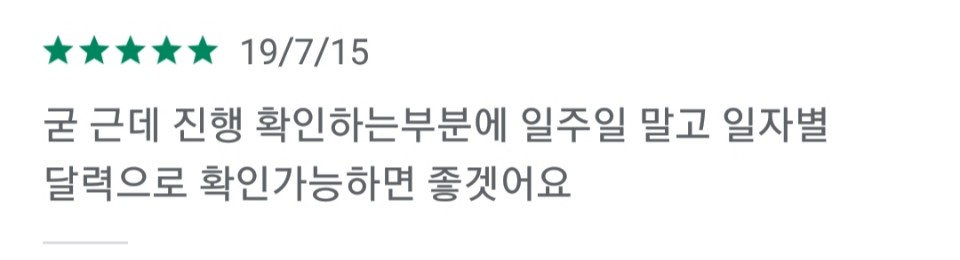 ★★★★★ 19/7/15
굳 근데 진행 확인하는부분에 일주일 말고 일자별
달력으로 확인가능하면 좋겟어요